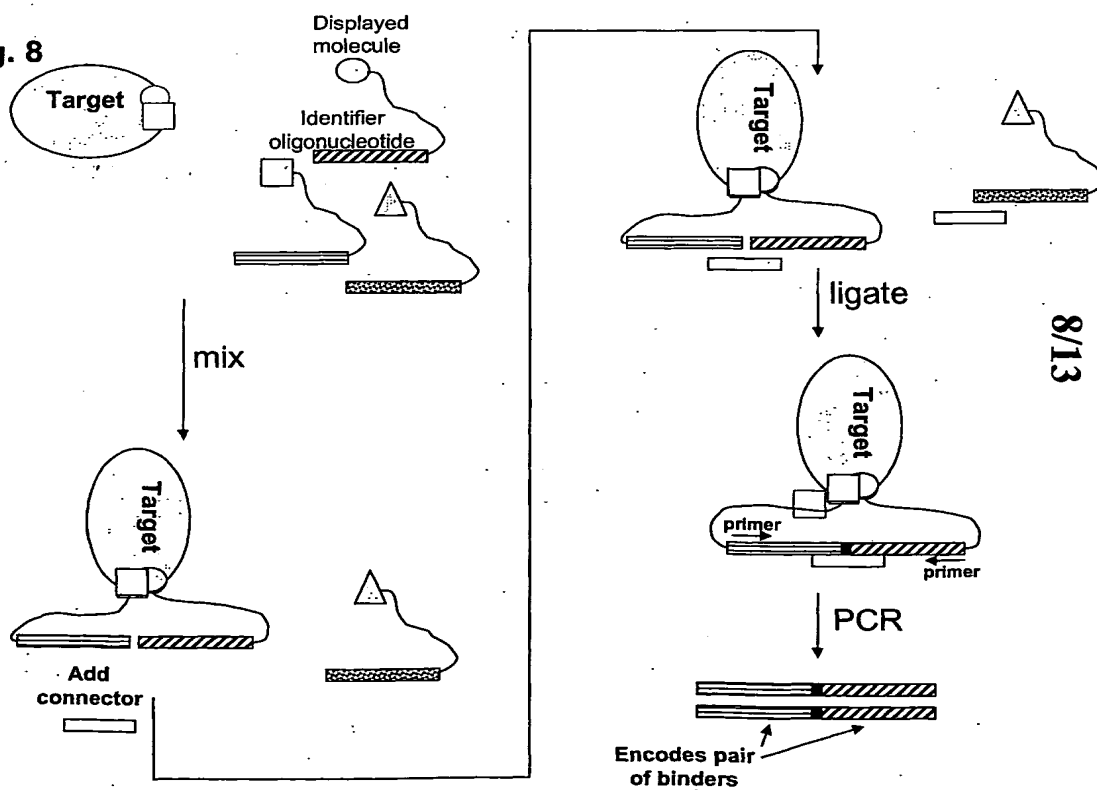 g. 8
Target
Displayed
molecule
Identifier
oligonucleotide
mix
Target
Add
connector
Target
ligate
Target
primer
primer
PCR
Encodes pair
of binders
8/13